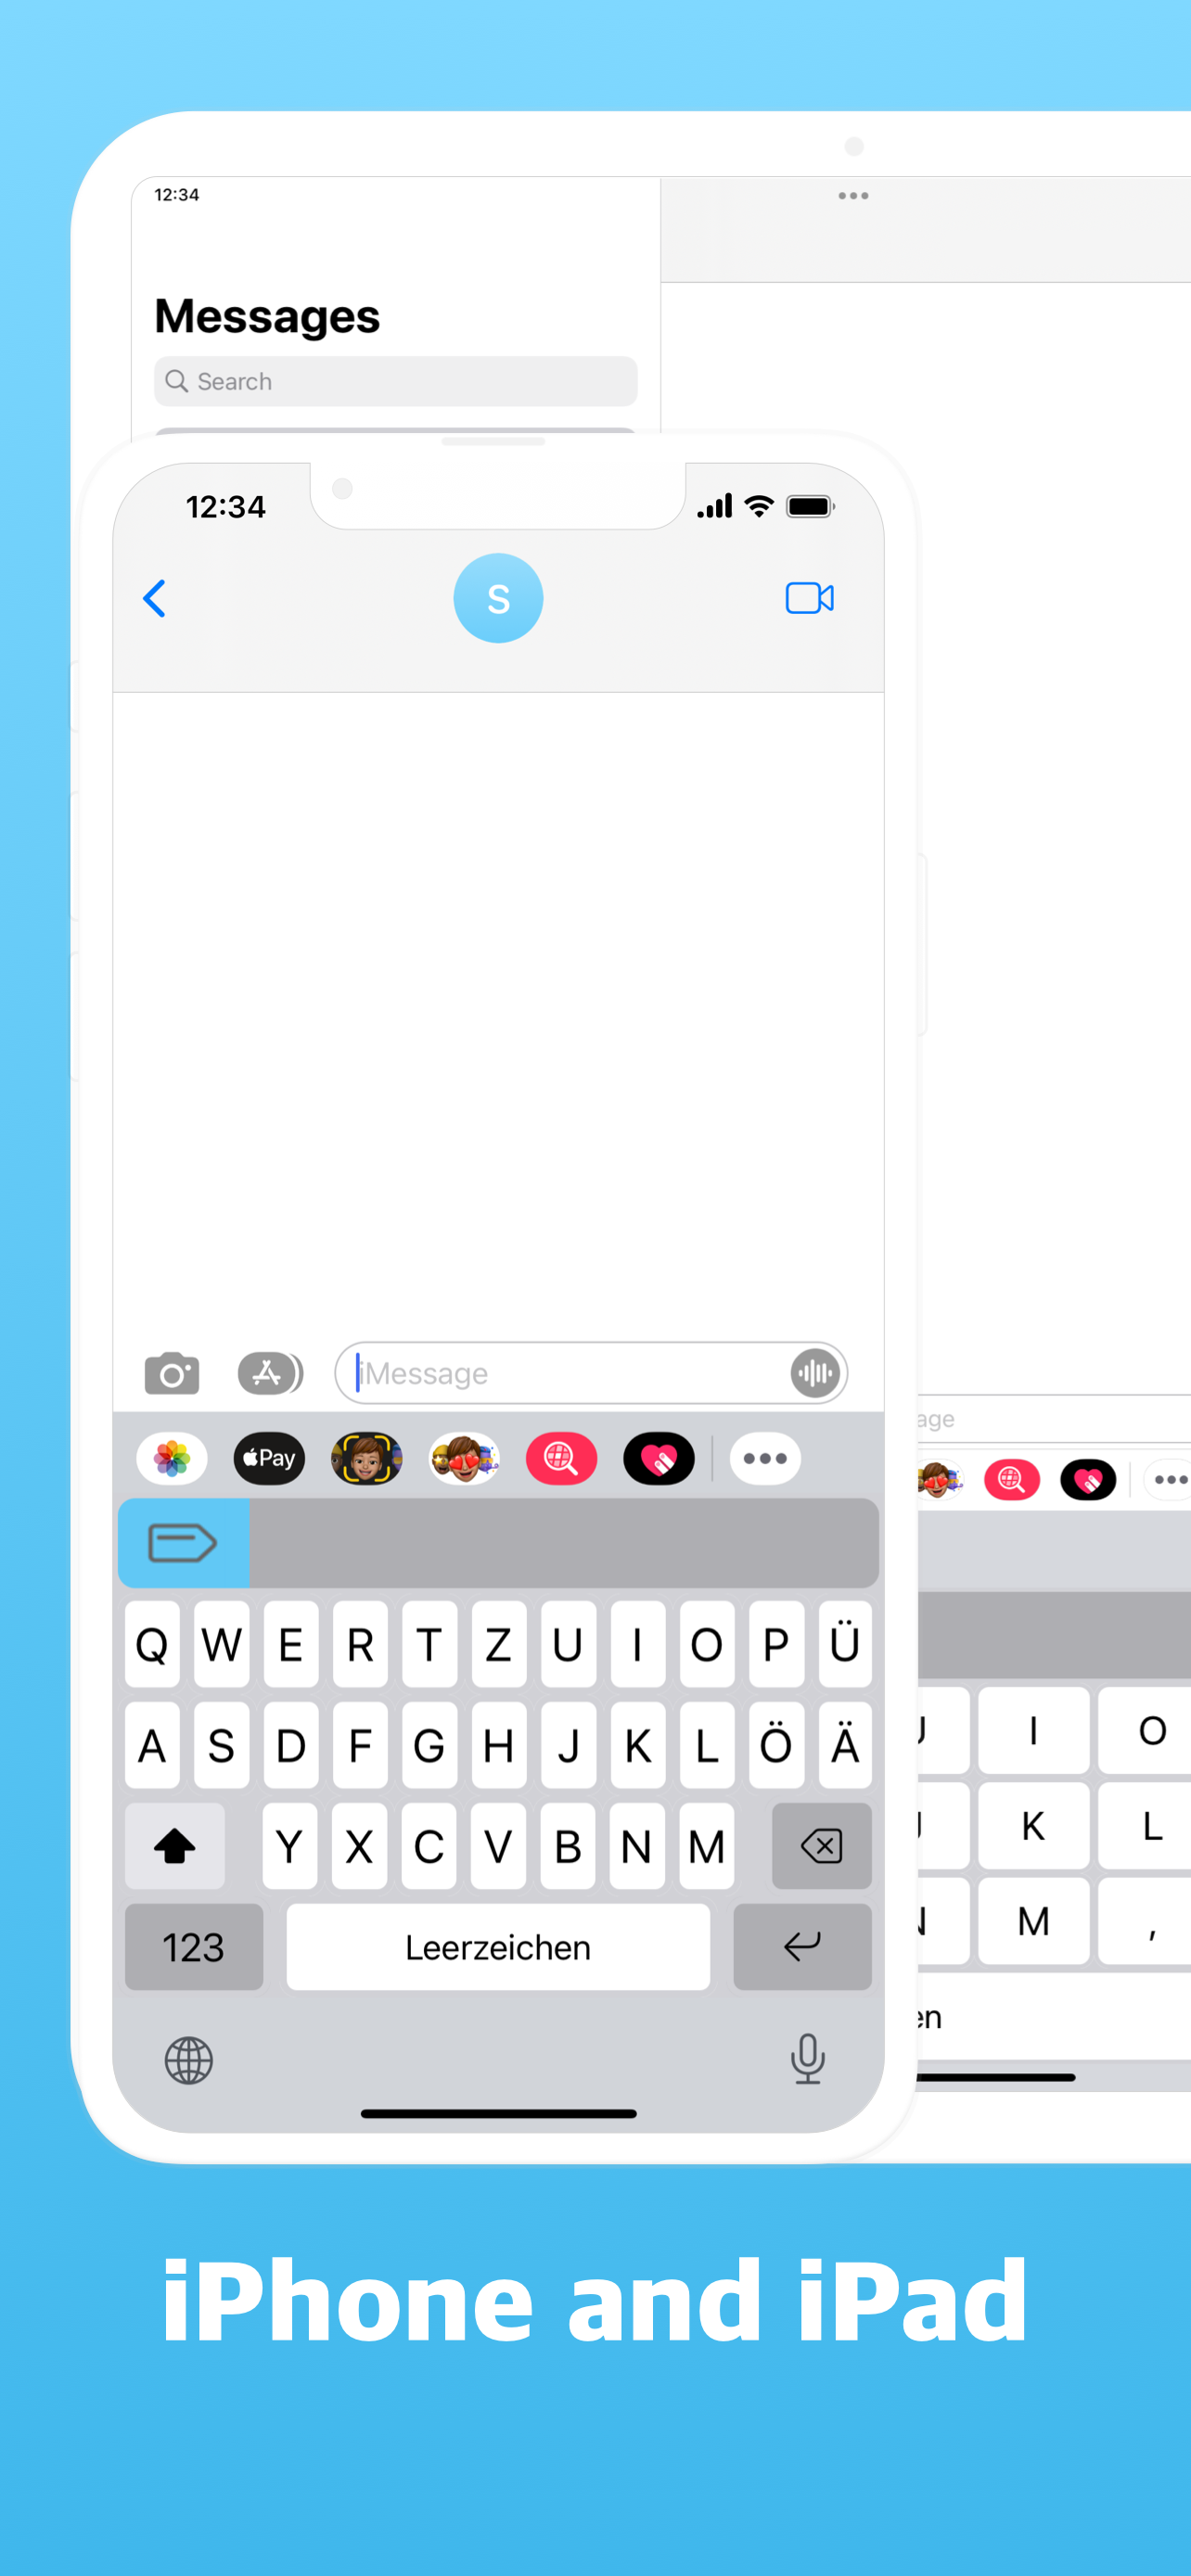 12:34
Messages
Search
12:34
S
iMessage
Pay
Q W E R T Z U I O P Ü
A S D F G H J K L Ö Ä
Y X C V B N M
123 Leerzeichen
age
I O
K L
M ,
en
iPhone and iPad